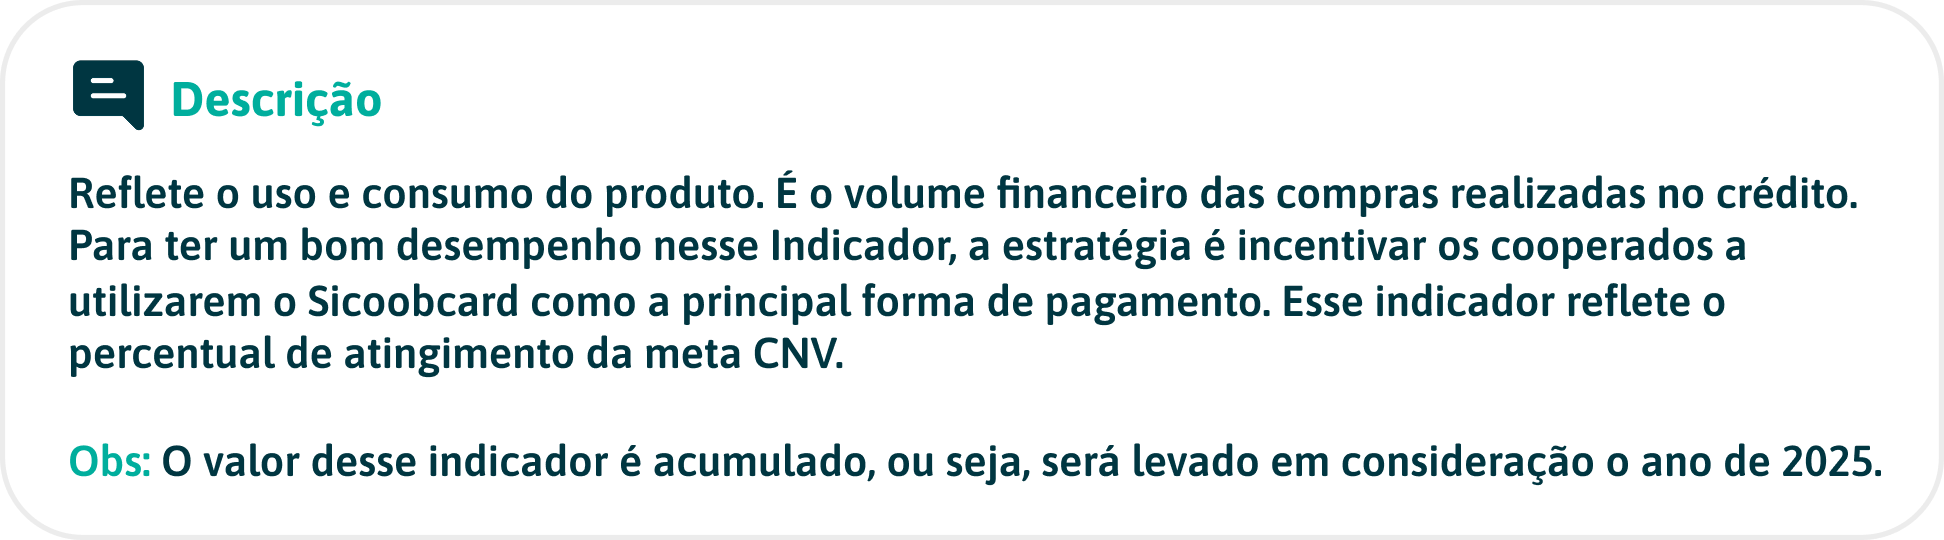 Descrição
Reflete o uso e consumo do produto. É o volume financeiro das compras realizadas no crédito.
Para ter um bom desempenho nesse Indicador, a estratégia é incentivar os cooperados a
utilizarem o Sicoobcard como a principal forma de pagamento. Esse indicador reflete o
percentual de atingimento da meta CNV.
Obs: O valor desse indicador é acumulado, ou seja, será levado em consideração o ano de 2025.